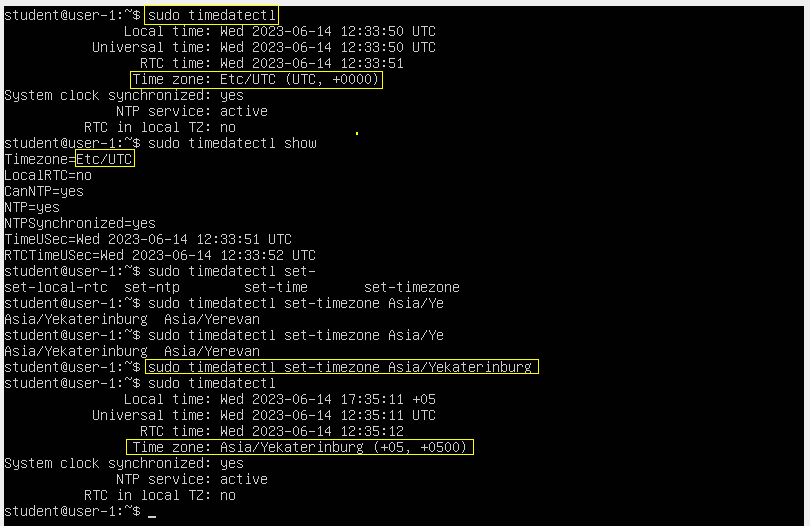 student@user-1:~$ sudo timedatectl
Local time: Wed 2023-06-14 12:33:50 UTC
Universal time: Wed 2023-06-14 12:33:50 UTC
RTC time: Wed 2023-06-14 12:33:51
Time zone: Etc/UTC (UTC, +0000)
System clock synchronized: yes
NTP service: active
RTC in local TZ: no
student@user-1:~$ sudo timedatectl show
Timezone=Etc/UTC
LocalRTC=no
CanNTP=yes
NTP=yes
NTPSynchronized=yes
TimeUSec=Wed 2023-06-14 12:33:51 UTC
RTCTimeUSec=Wed 2023-06-14 12:33:52 UTC
student@user-1:~$ sudo timedatectl set-
set-local-rtc  set-ntp        set-time       set-timezone
student@user-1:~$ sudo timedatectl set-timezone Asia/Ye
Asia/Yekaterinburg  Asia/Yerevan
student@user-1:~$ sudo timedatectl set-timezone Asia/Ye
Asia/Yekaterinburg  Asia/Yerevan
student@user-1:~$ sudo timedatectl set-timezone Asia/Yekaterinburg
student@user-1:~$ sudo timedatectl
Local time: Wed 2023-06-14 17:35:11 +05
Universal time: Wed 2023-06-14 12:35:11 UTC
RTC time: Wed 2023-06-14 12:35:12
Time zone: Asia/Yekaterinburg (+05, +0500)
System clock synchronized: yes
NTP service: active
RTC in local TZ: no
student@user-1:~$ _